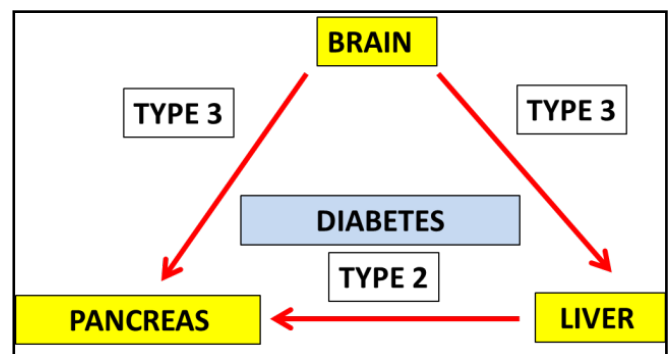 BRAIN
TYPE 3
TYPE 3
DIABETES
TYPE 2
PANCREAS
LIVER